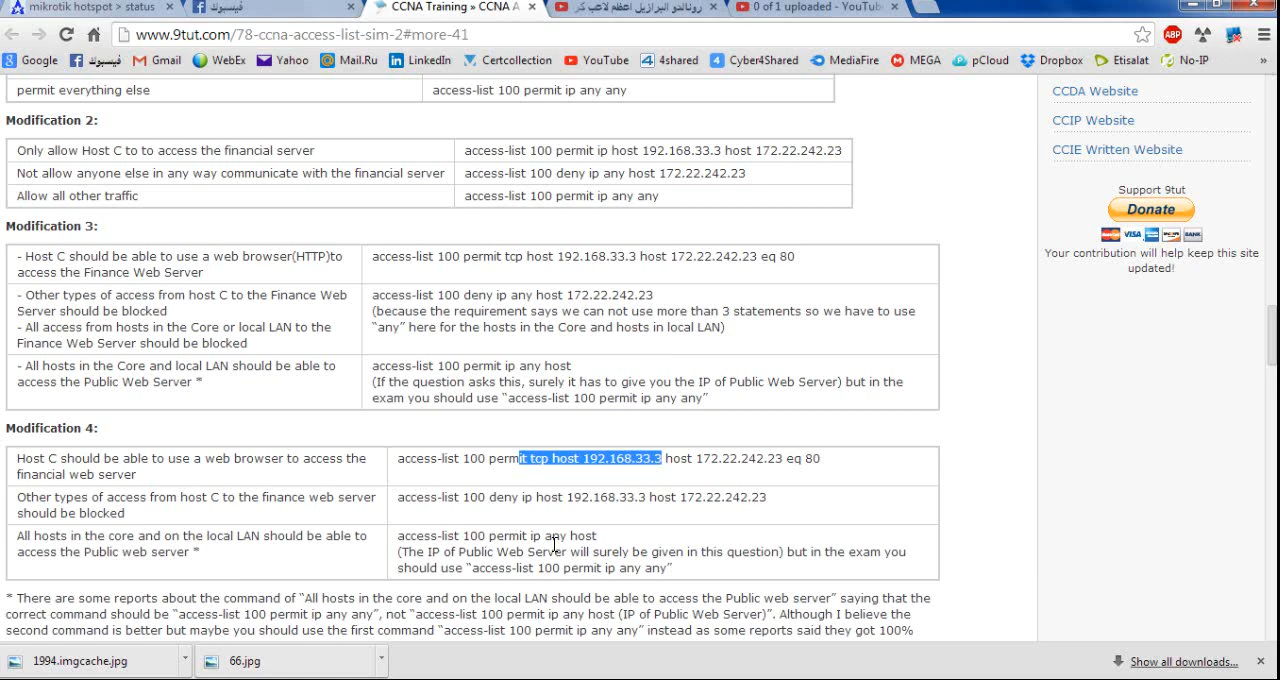 mikrotik hotspot > status
فيسبوك
CCNA Training » CCNA A
رونالدو البرازيل اعظم لاعب كر
0 of 1 uploaded - YouTub
www.9tut.com/78-ccna-access-list-sim-2#more-41
ABP
Google فيسبوك Gmail WebEx Yahoo Mail.Ru LinkedIn Certcollection YouTube 4shared Cyber4Shared MediaFire MEGA pCloud Dropbox Etisalat No-IP »
permit everything else access-list 100 permit ip any any
Modification 2:
Only allow Host C to to access the financial server access-list 100 permit ip host 192.168.33.3 host 172.22.242.23
Not allow anyone else in any way communicate with the financial server access-list 100 deny ip any host 172.22.242.23
Allow all other traffic access-list 100 permit ip any any
Modification 3:
- Host C should be able to use a web browser(HTTP)to
access the Finance Web Server
access-list 100 permit tcp host 192.168.33.3 host 172.22.242.23 eq 80
- Other types of access from host C to the Finance Web
Server should be blocked
- All access from hosts in the Core or local LAN to the
Finance Web Server should be blocked
access-list 100 deny ip any host 172.22.242.23
(because the requirement says we can not use more than 3 statements so we have to use
“any” here for the hosts in the Core and hosts in local LAN)
- All hosts in the Core and local LAN should be able to
access the Public Web Server *
access-list 100 permit ip any host
(If the question asks this, surely it has to give you the IP of Public Web Server) but in the
exam you should use “access-list 100 permit ip any any”
Modification 4:
Host C should be able to use a web browser to access the
financial web server
access-list 100 permit tcp host 192.168.33.3 host 172.22.242.23 eq 80
Other types of access from host C to the finance web server
should be blocked
access-list 100 deny ip host 192.168.33.3 host 172.22.242.23
All hosts in the core and on the local LAN should be able to
access the Public web server *
access-list 100 permit ip any host
(The IP of Public Web Server will surely be given in this question) but in the exam you
should use “access-list 100 permit ip any any”
* There are some reports about the command of “All hosts in the core and on the local LAN should be able to access the Public web server” saying that the
correct command should be “access-list 100 permit ip any any”, not “access-list 100 permit ip any host (IP of Public Web Server)”. Although I believe the
second command is better but maybe you should use the first command “access-list 100 permit ip any any” instead as some reports said they got 100%
CCDA Website
CCIP Website
CCIE Written Website
Support 9tut
Donate
VISA
BANK
Your contribution will help keep this site
updated!
1994.imgcache.jpg
66.jpg
Show all downloads...